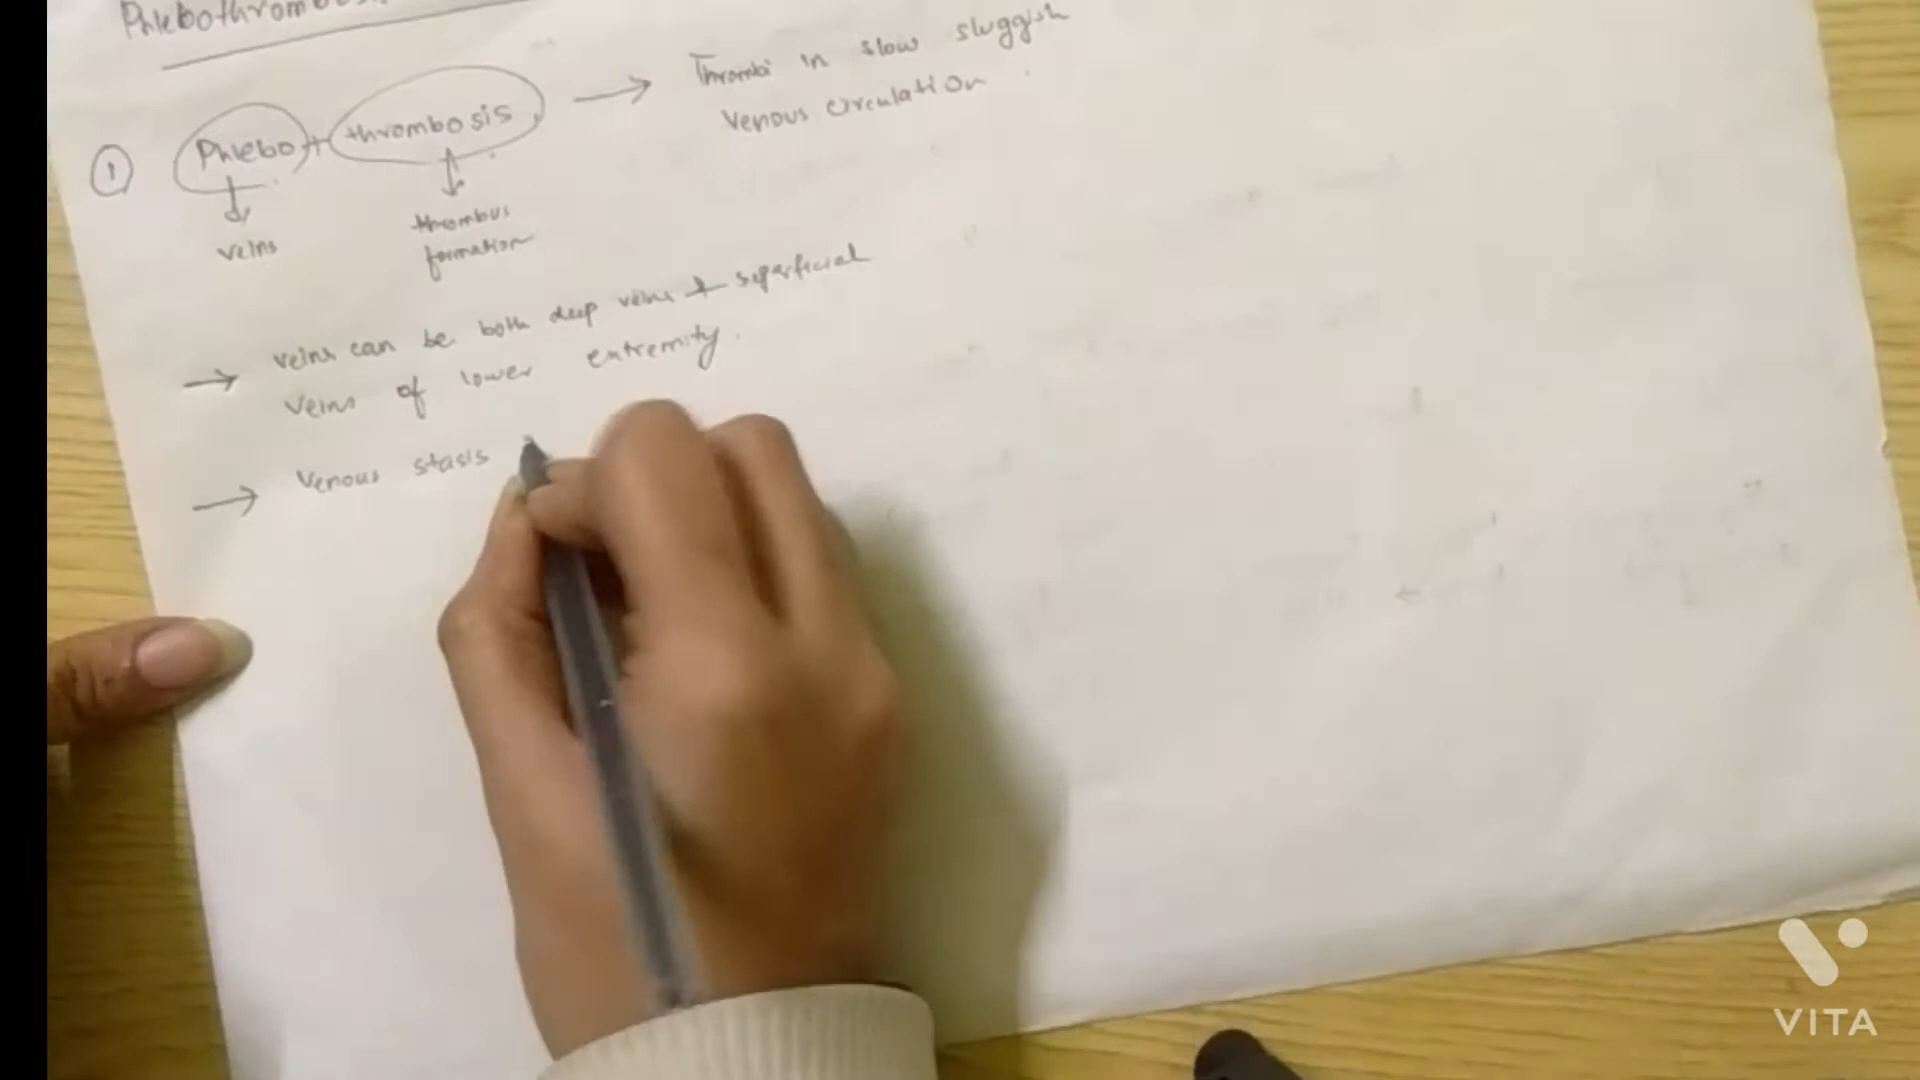 Phlebothrombosis
① Phlebo + thrombosis → Thrombi in slow sluggish
venous circulation
veins
thrombus
formation
→ veins can be both deep veins + superficial
veins of lower extremity.
→ Venous stasis
VITA